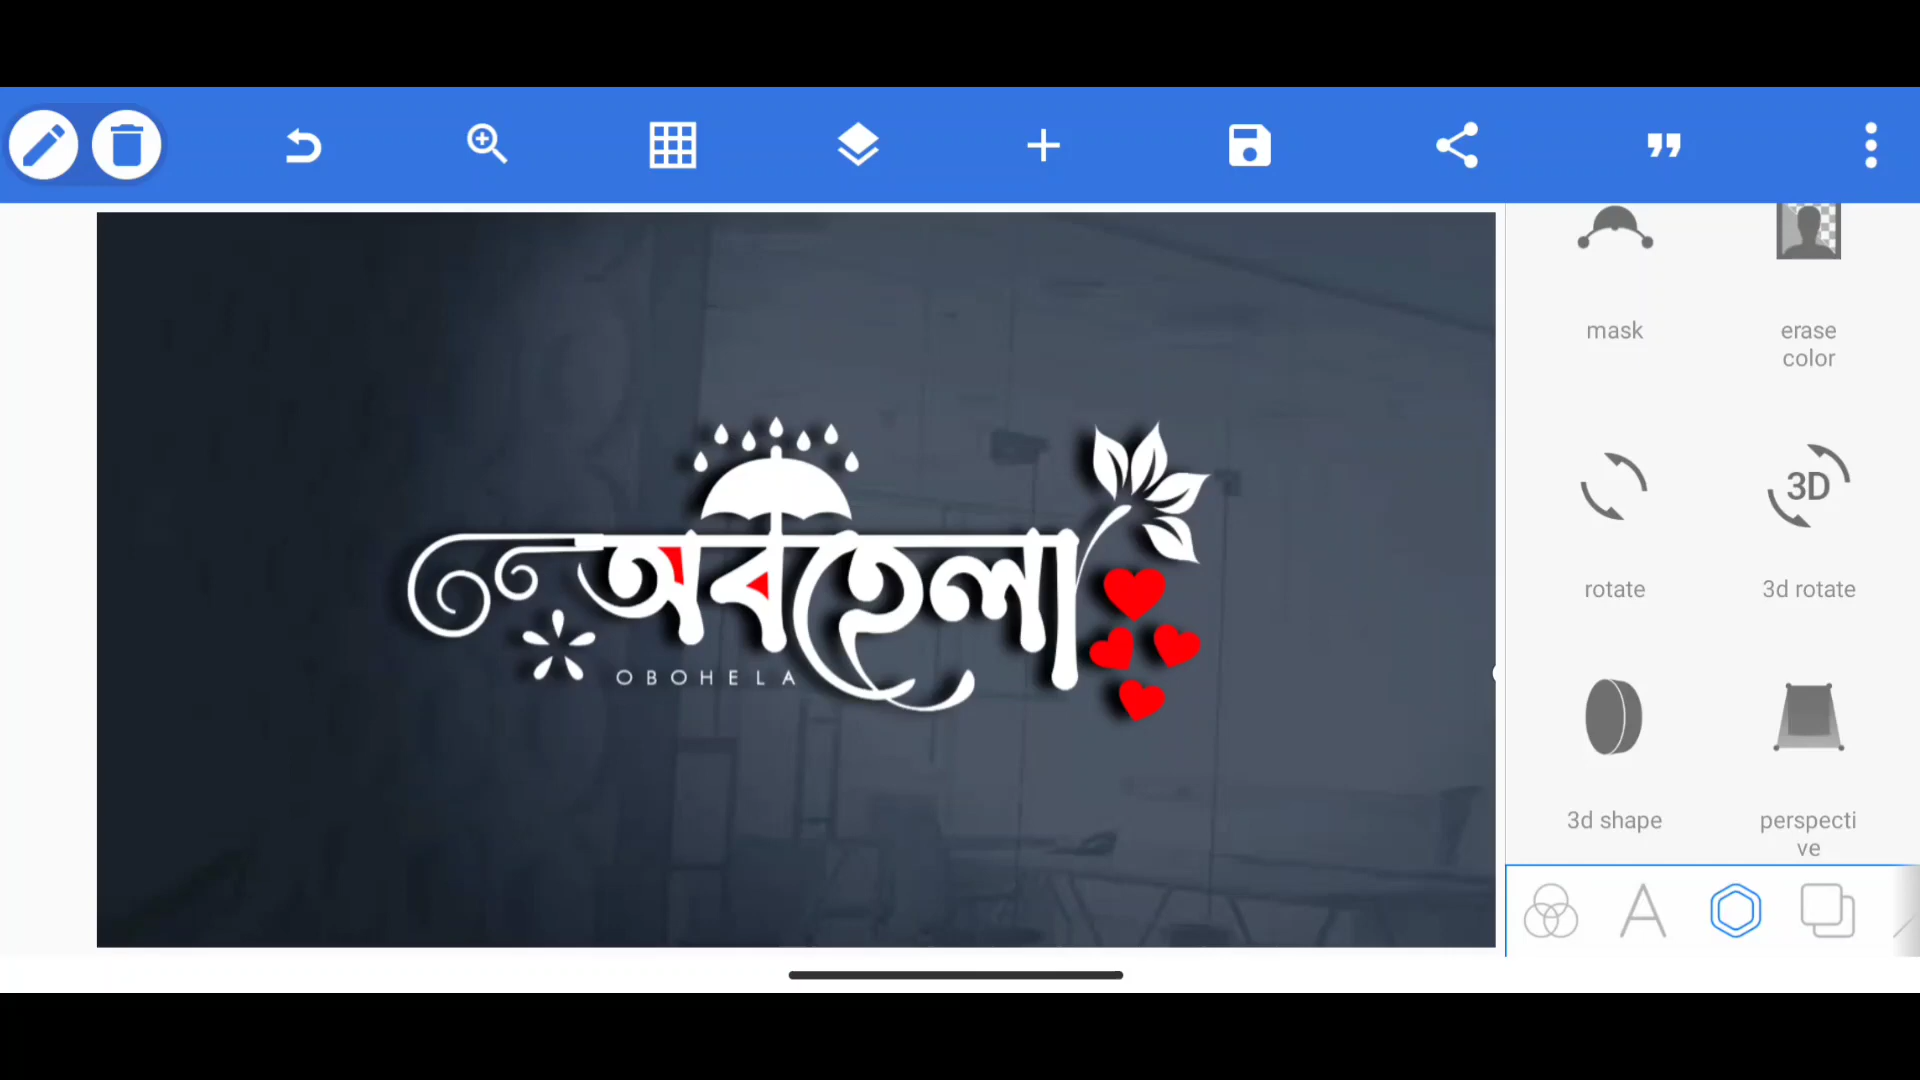 mask
erase
color
rotate
3D
3d rotate
3d shape
perspecti
ve
অবহেলা
OBOHELA